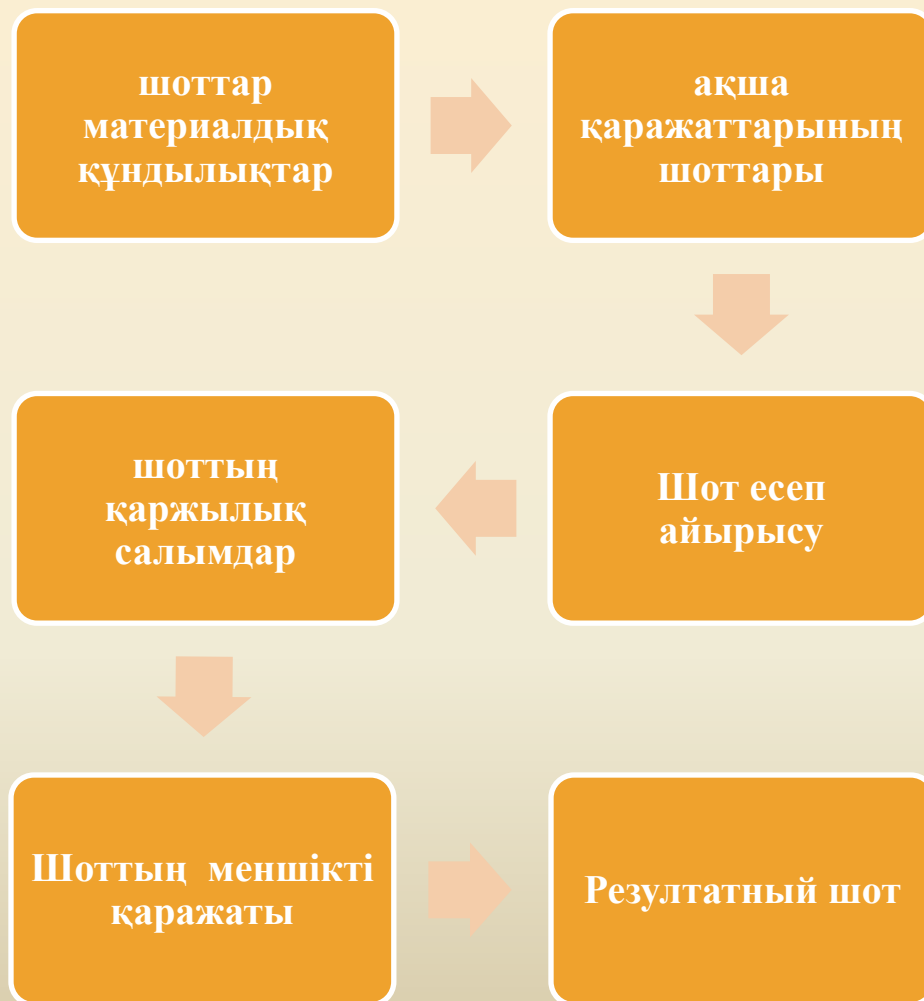 шоттар
материалдық
құндылықтар
ақша
қаражаттарының
шоттары
Шот есеп
айырысу
шоттың
қаржылық
салымдар
Шоттың меншікті
қаражаты
Резултатный шот